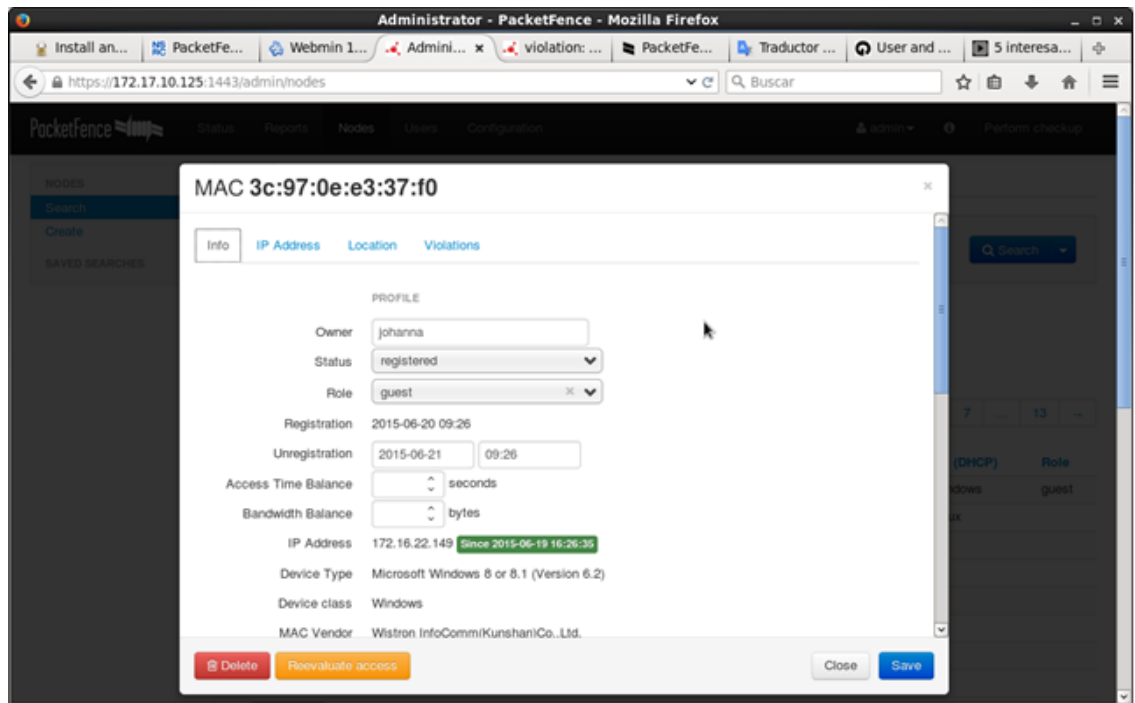 Administrator - PacketFence - Mozilla Firefox
Install an... PacketFe... Webmin 1... Admini... violation: ... PacketFe... Traductor ... User and ... 5 interesa...
https://172.17.10.125:1443/admin/nodes Buscar
PacketFence Status Reports Nodes Users Configuration admin Perform checkup
NODES
Search
Create
SAVED SEARCHES
Search
MAC 3c:97:0e:e3:37:f0
Info IP Address Location Violations
PROFILE
Owner johanna
Status registered
Role guest
Registration 2015-06-20 09:26
Unregistration 2015-06-21 09:26
Access Time Balance seconds
Bandwidth Balance bytes
IP Address 172.16.22.149 Since 2015-06-19 16:26:35
Device Type Microsoft Windows 8 or 8.1 (Version 6.2)
Device class Windows
MAC Vendor Wistron InfoComm(Kunshan)Co.,Ltd.
Delete Reevaluate access Close Save
7 ... 13
(DHCP) Role
guest